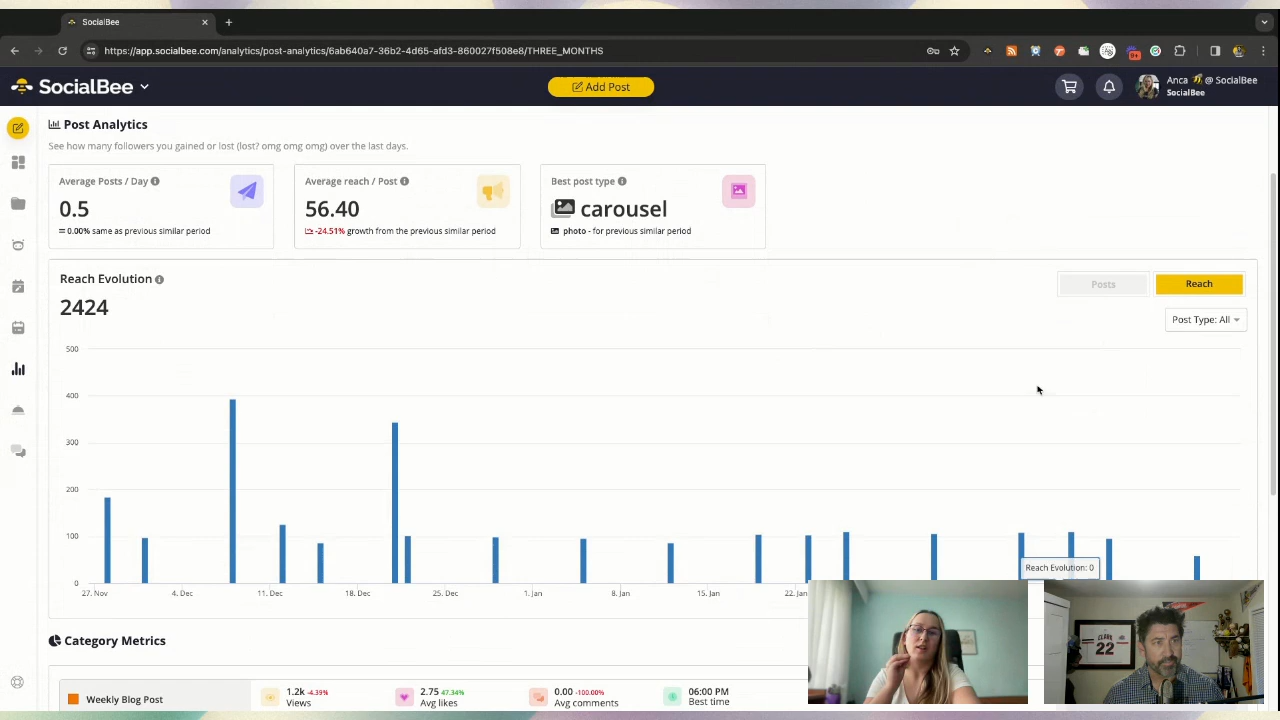 SocialBee
https://app.socialbee.com/analytics/post-analytics/6ab640a7-36b2-4d65-afd3-860027f508e8/THREE_MONTHS
SocialBee
Add Post
Anca @ SocialBee
SocialBee
Post Analytics
See how many followers you gained or lost (lost? omg omg omg) over the last days.
Average Posts / Day
0.5
= 0.00% same as previous similar period
Average reach / Post
56.40
-24.51% growth from the previous similar period
Best post type
carousel
photo - for previous similar period
Reach Evolution
2424
Posts
Reach
Post Type: All
500
400
300
200
100
0
27. Nov
4. Dec
11. Dec
18. Dec
25. Dec
1. Jan
8. Jan
15. Jan
22. Jan
Reach Evolution: 0
CLARK
22
Category Metrics
Weekly Blog Post
1.2k -4.39%
Views
2.75 47.34%
Avg likes
0.00 -100.00%
Avg comments
06:00 PM
Best time